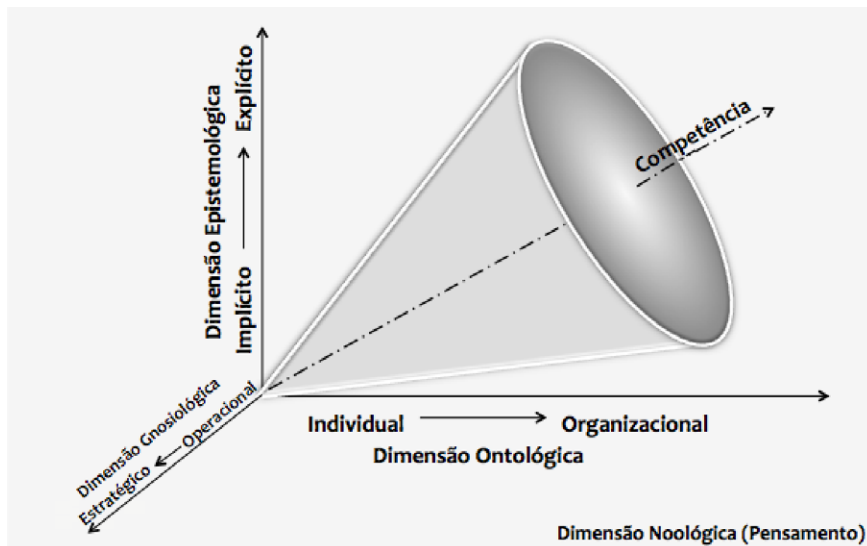 Dimensão Epistemológica
Implícito
Explícito
Competência
Dimensão Gnosiológica
Estratégico
Operacional
Individual
Organizacional
Dimensão Ontológica
Dimensão Noológica (Pensamento)